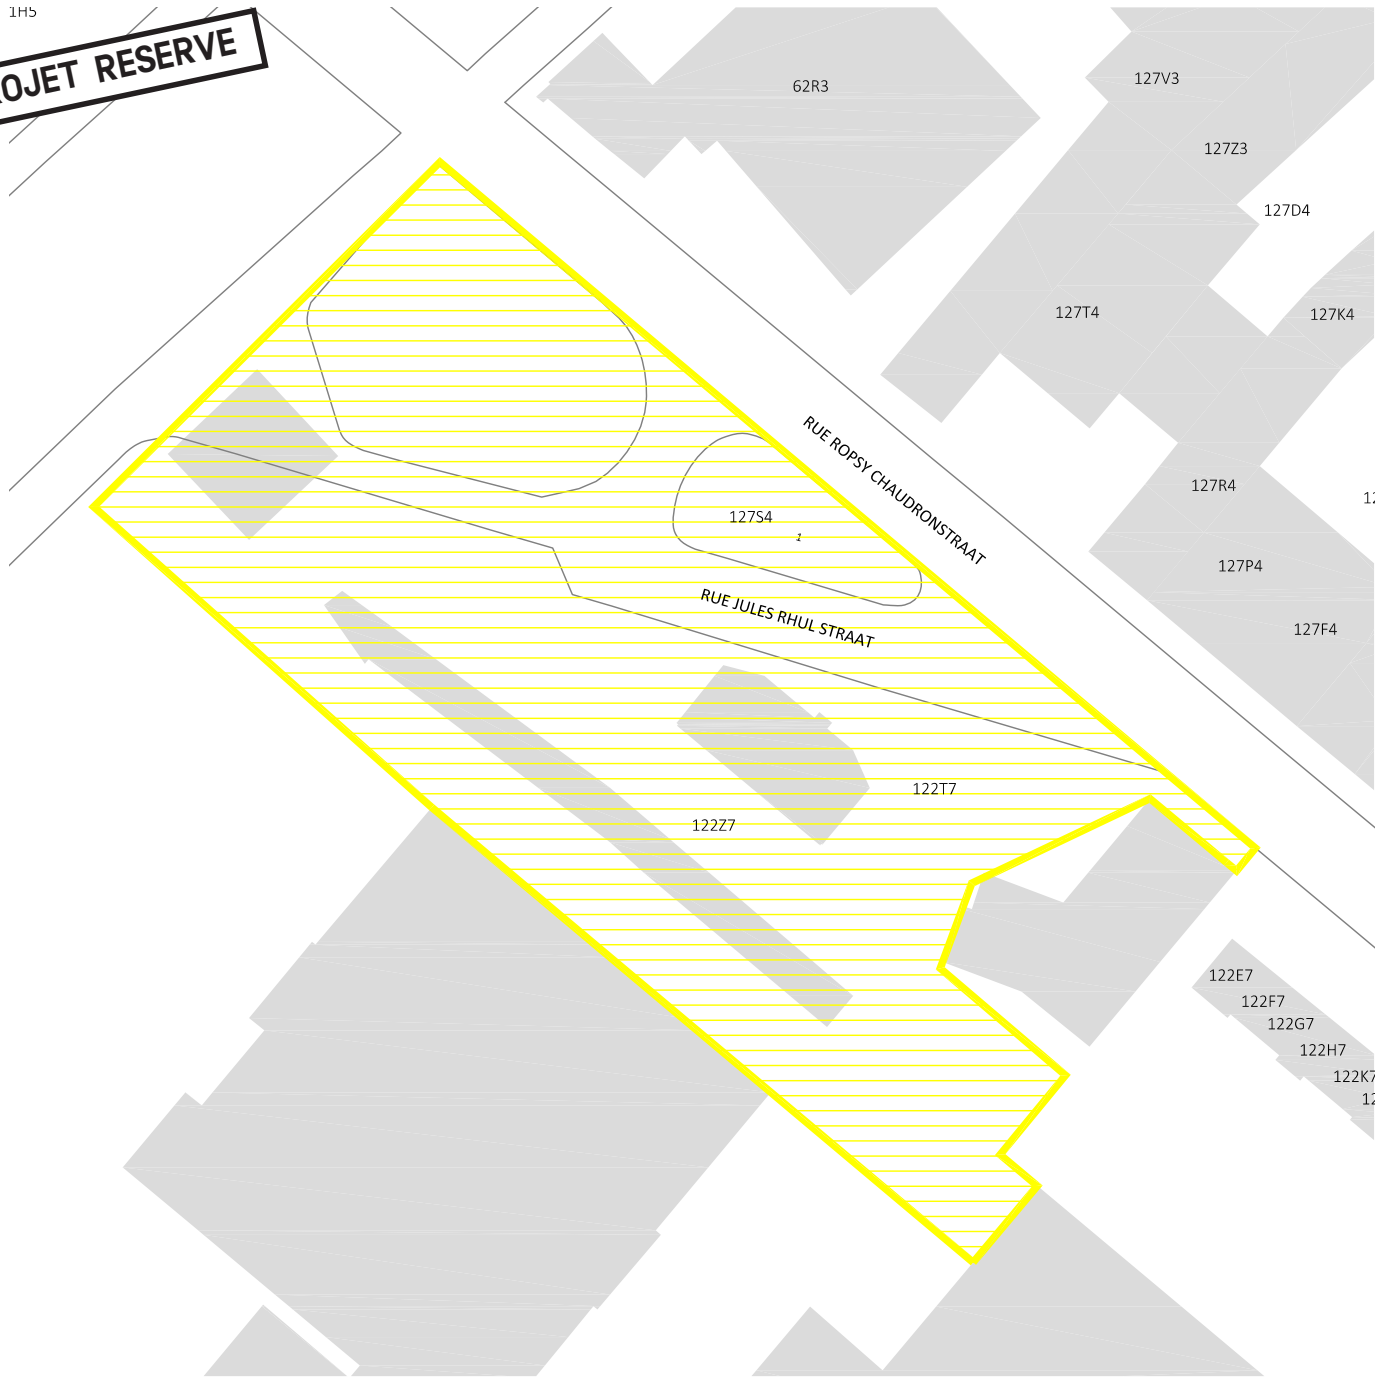 1H5
OJET RESERVE
62R3
127V3
127Z3
127D4
127T4
127K4
RUE ROPSY CHAUDRONSTRAAT
127R4
127S4
1
127P4
RUE JULES RHUL STRAAT
127F4
122T7
122Z7
122E7
122F7
122G7
122H7
122K7